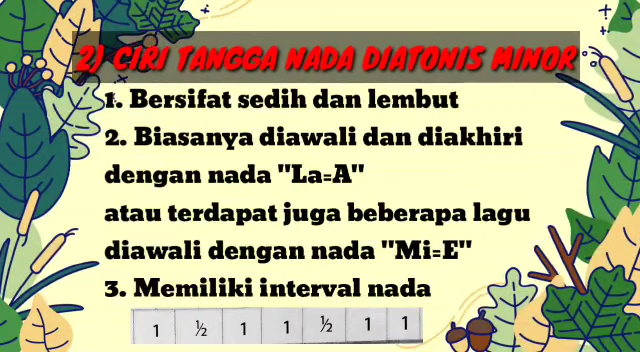 2) CIRI TANGGA NADA DIATONIS MINOR
1. Bersifat sedih dan lembut
2. Biasanya diawali dan diakhiri
dengan nada "La=A"
atau terdapat juga beberapa lagu
diawali dengan nada "Mi=E"
3. Memiliki interval nada
1 ½ 1 1 ½ 1 1